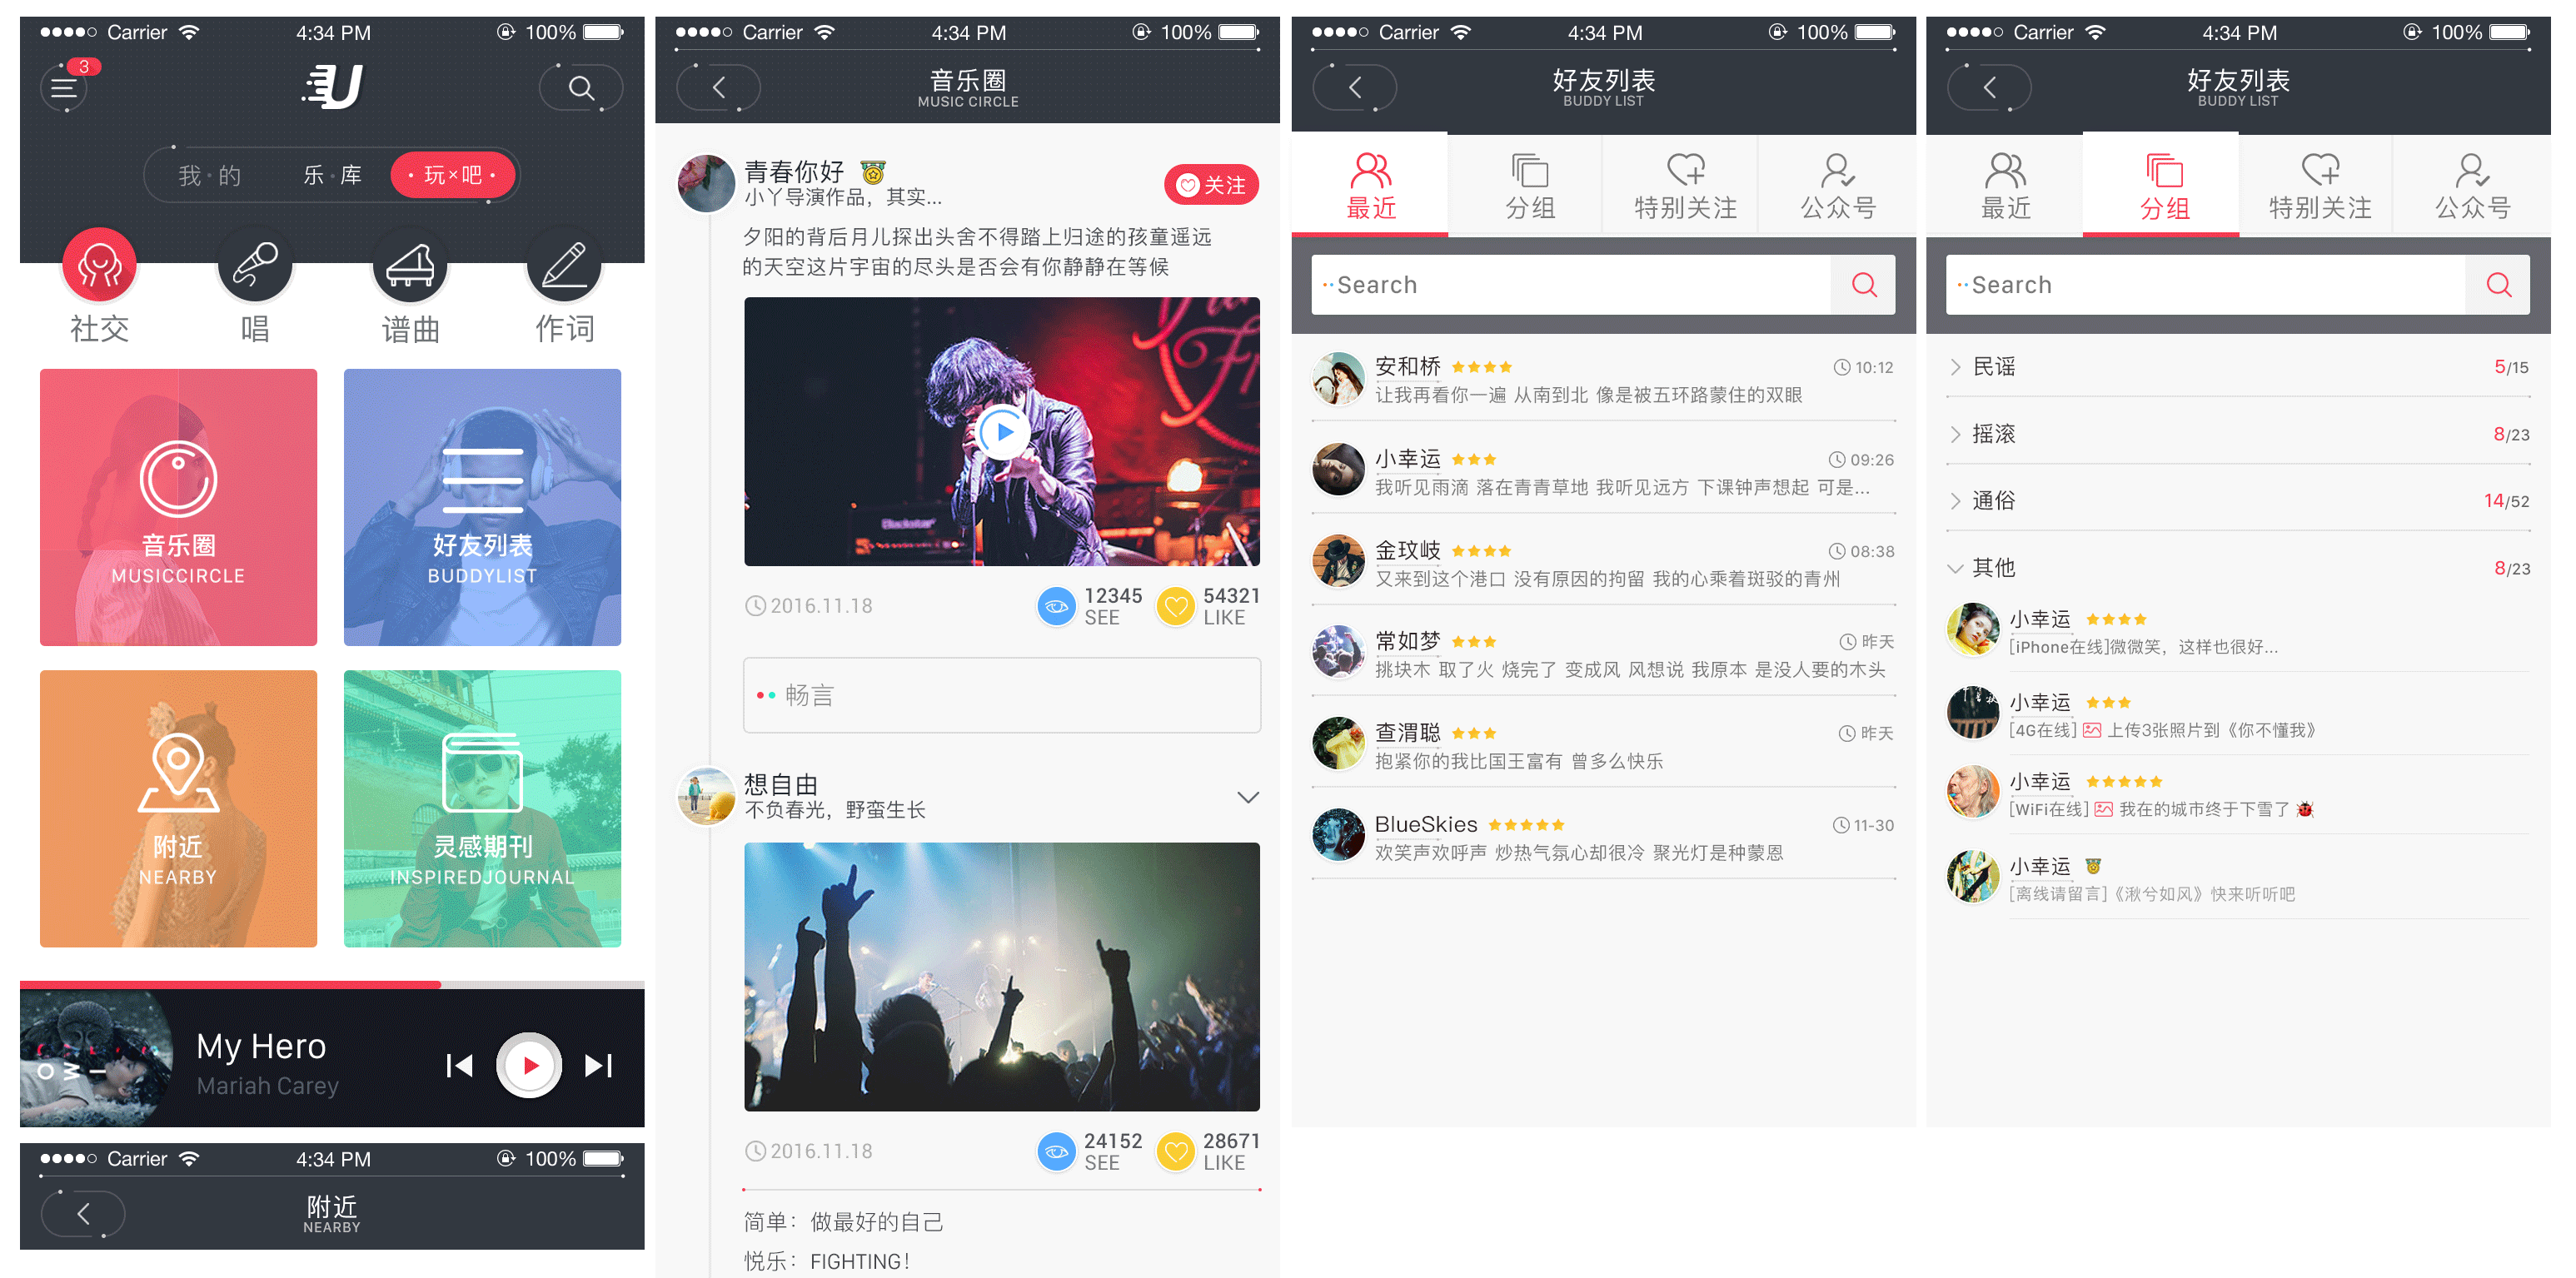 Carrier 4:34 PM 100%
3
U
我·的 乐·库 ·玩×吧·
社交 唱 谱曲 作词
音乐圈
MUSICCIRCLE
好友列表
BUDDYLIST
附近
NEARBY
灵感期刊
INSPIREDJOURNAL
My Hero
Mariah Carey
Carrier 4:34 PM 100%
附近
NEARBY
Carrier 4:34 PM 100%
音乐圈
MUSIC CIRCLE
青春你好
小丫导演作品，其实...
关注
夕阳的背后月儿探出头舍不得踏上归途的孩童遥远
的天空这片宇宙的尽头是否会有你静静在等候
2016.11.18
12345
SEE
54321
LIKE
畅言
想自由
不负春光，野蛮生长
2016.11.18
24152
SEE
28671
LIKE
简单：做最好的自己
悦乐：FIGHTING！
Carrier 4:34 PM 100%
好友列表
BUDDY LIST
最近 分组 特别关注 公众号
Search
安和桥 10:12
让我再看你一遍 从南到北 像是被五环路蒙住的双眼
小幸运 09:26
我听见雨滴 落在青青草地 我听见远方 下课钟声想起 可是...
金玟岐 08:38
又来到这个港口 没有原因的拘留 我的心乘着斑驳的青州
常如梦 昨天
挑块木 取了火 烧完了 变成风 风想说 我原本 是没人要的木头
查渭聪 昨天
抱紧你的我比国王富有 曾多么快乐
BlueSkies 11-30
欢笑声欢呼声 炒热气氛心却很冷 聚光灯是种蒙恩
Carrier 4:34 PM 100%
好友列表
BUDDY LIST
最近 分组 特别关注 公众号
Search
民谣 5/15
摇滚 8/23
通俗 14/52
其他 8/23
小幸运
[iPhone在线]微微笑，这样也很好...
小幸运
[4G在线] 上传3张照片到《你不懂我》
小幸运
[WiFi在线] 我在的城市终于下雪了
小幸运
[离线请留言]《湫兮如风》快来听听吧